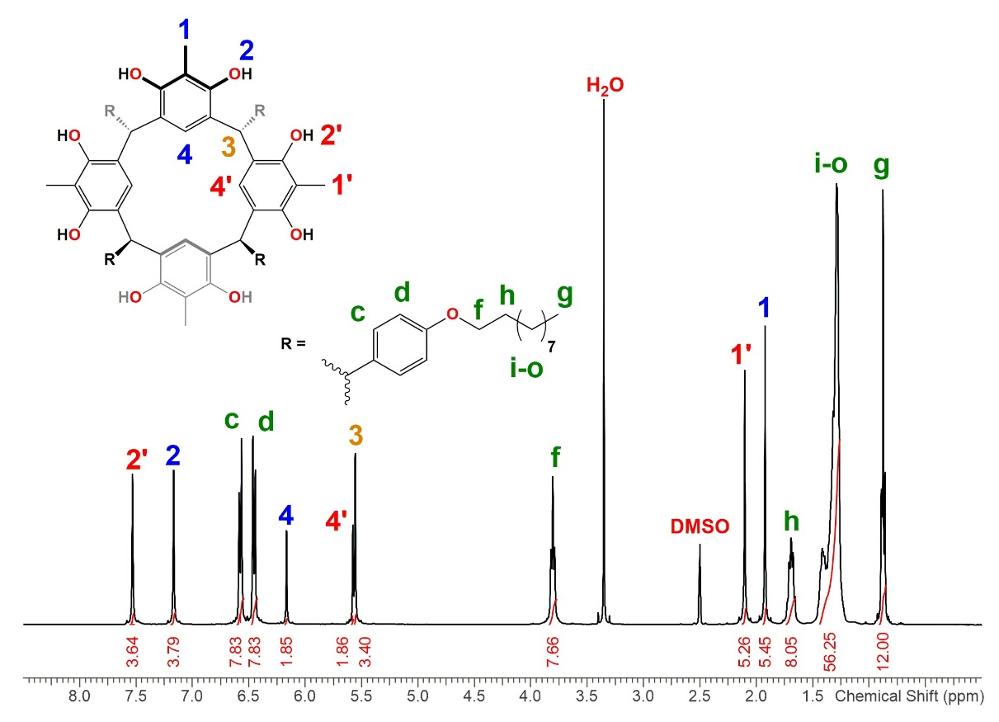 1
2
HO OH
R R
HO OH 2'
4 3
4' 1'
HO OH
R R
HO OH
d h g
c O f
R = 7
i-o
H2O
i-o g
1
1'
c d 3
2' 2 f
4 4' DMSO h
3.64 3.79 7.83 7.83 1.85 1.86 3.40 7.66 5.26 5.45 8.05 56.25 12.00
8.0 7.5 7.0 6.5 6.0 5.5 5.0 4.5 4.0 3.5 3.0 2.5 2.0 1.5 Chemical Shift (ppm)